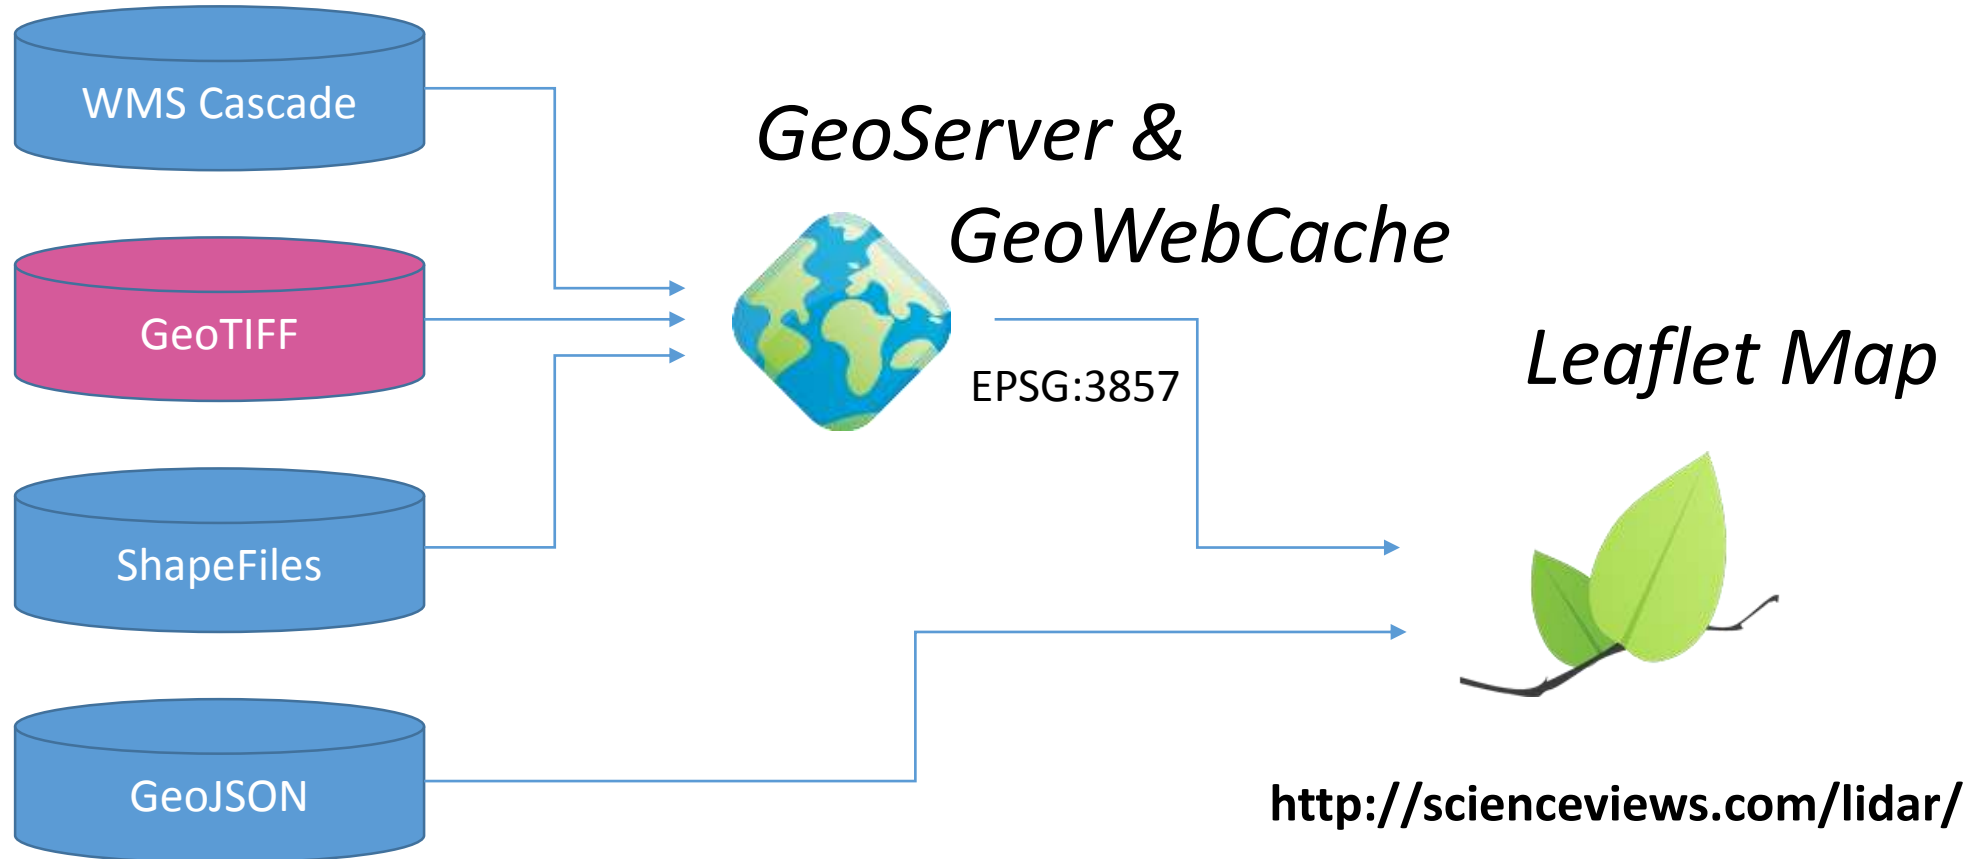 WMS Cascade
GeoServer &
GeoWebCache
GeoTIFF
EPSG:3857
Leaflet Map
ShapeFiles
GeoJSON
http://scienceviews.com/lidar/